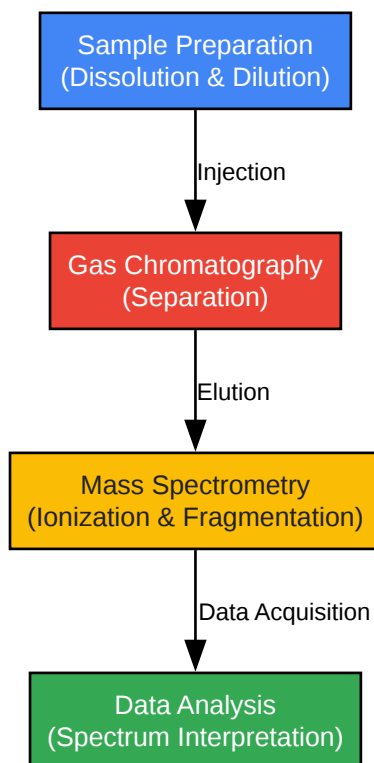 Sample Preparation
(Dissolution & Dilution)
Injection
Gas Chromatography
(Separation)
Elution
Mass Spectrometry
(Ionization & Fragmentation)
Data Acquisition
Data Analysis
(Spectrum Interpretation)